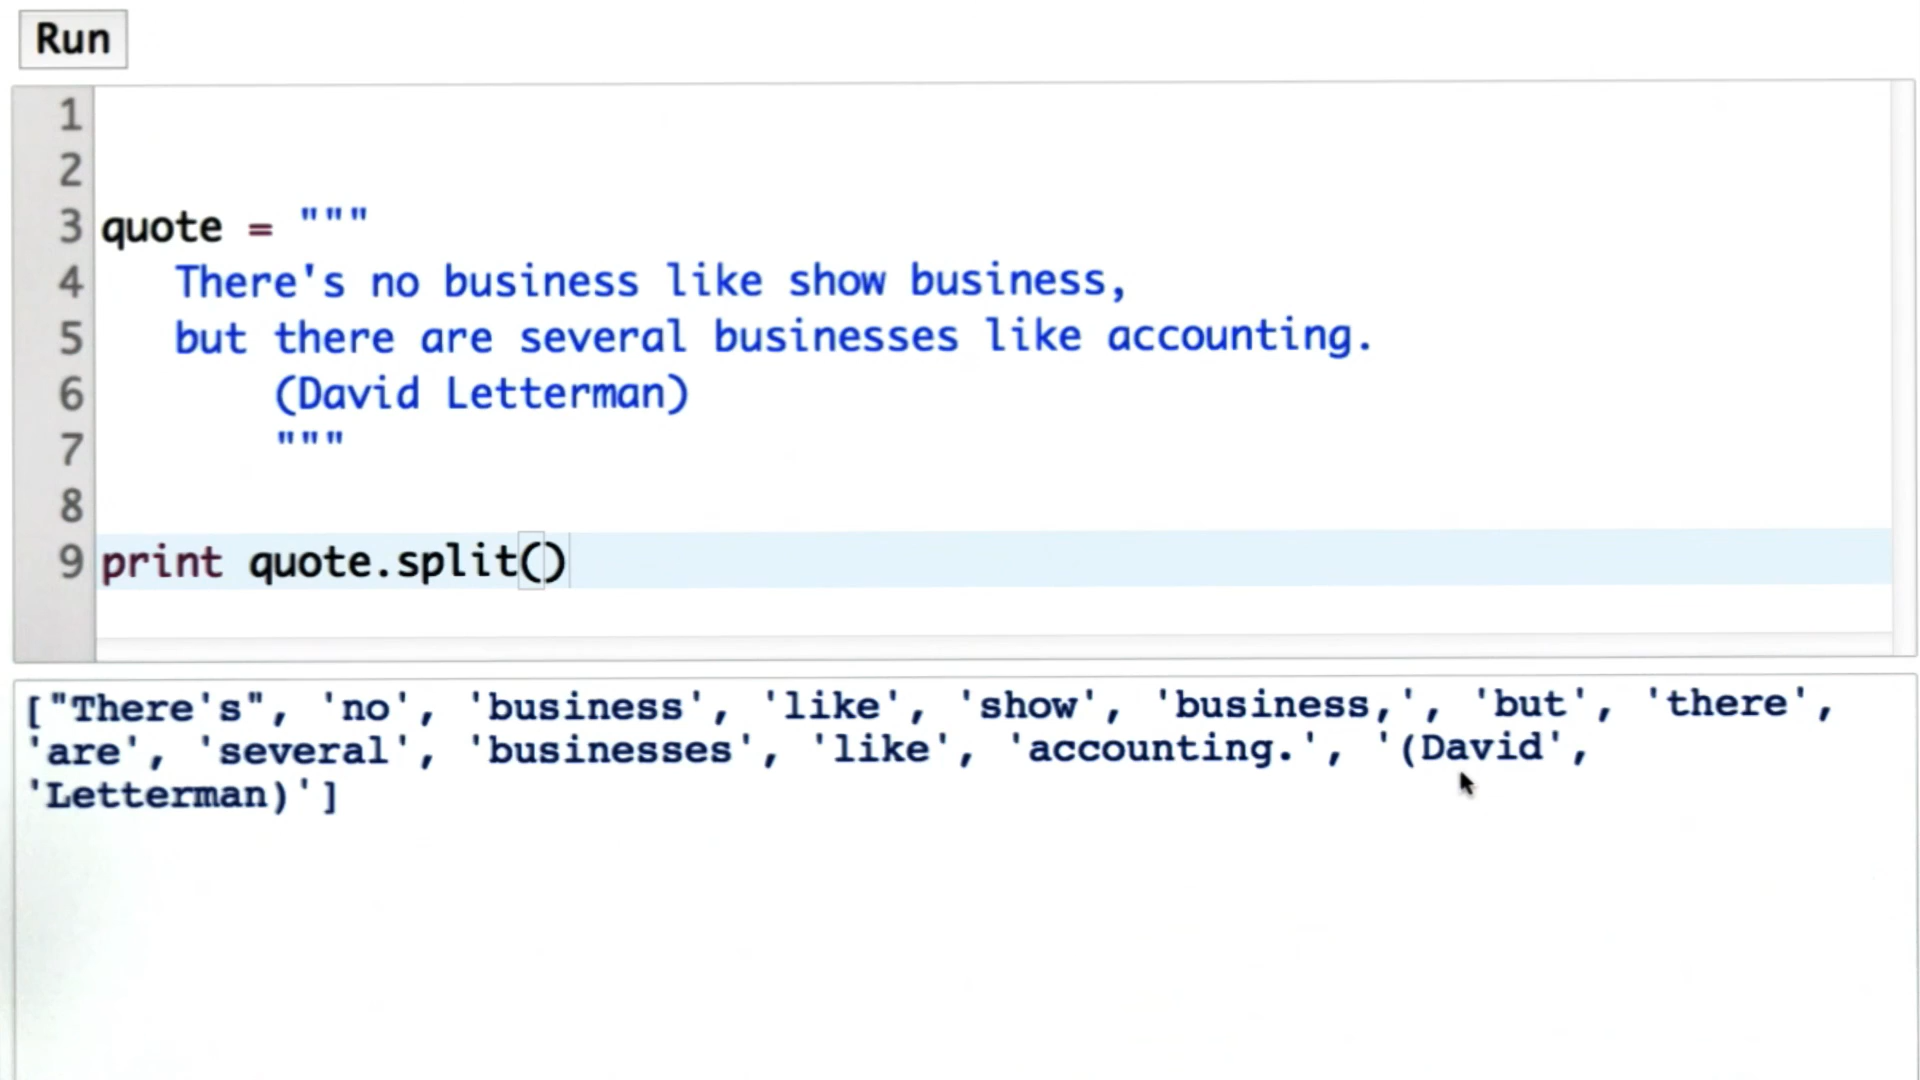 Run
1
2
3 quote = """
4 There's no business like show business,
5 but there are several businesses like accounting.
6 (David Letterman)
7 """
8
9 print quote.split()
["There's", 'no', 'business', 'like', 'show', 'business,', 'but', 'there',
'are', 'several', 'businesses', 'like', 'accounting.', '(David',
'Letterman)']